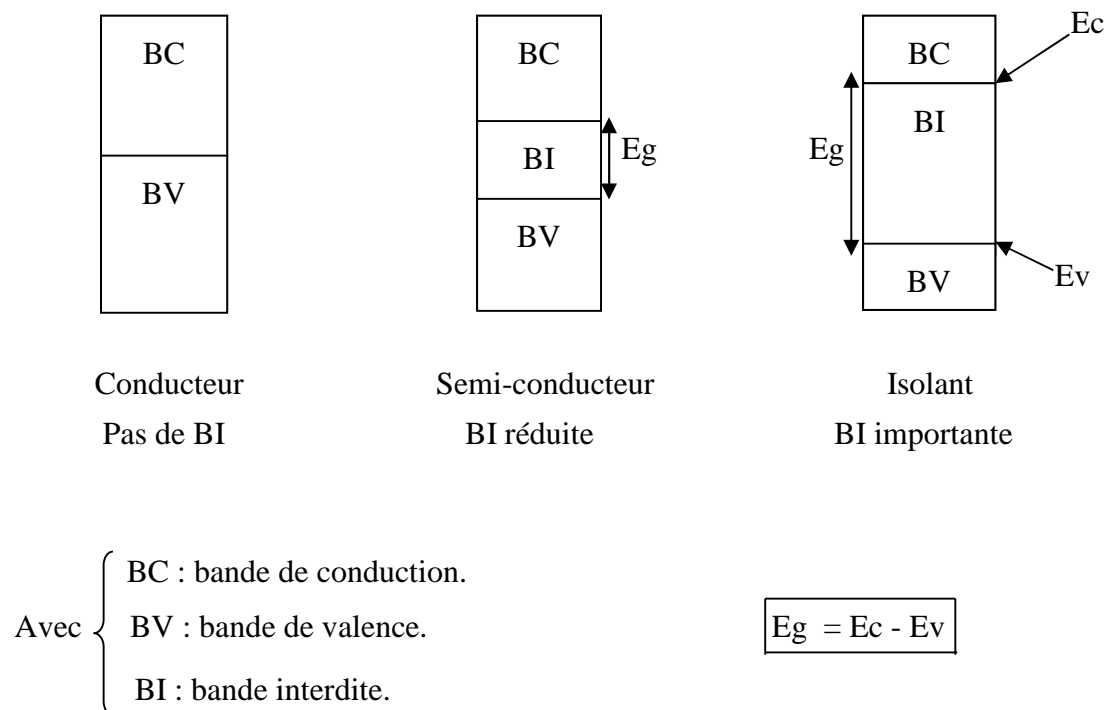 BC
BV
Conducteur
Pas de BI
BC
BI
Eg
BV
Semi-conducteur
BI réduite
Ec
BC
BI
Eg
BV
Ev
Isolant
BI importante
Avec
BC : bande de conduction.
BV : bande de valence.
BI : bande interdite.
Eg = Ec - Ev